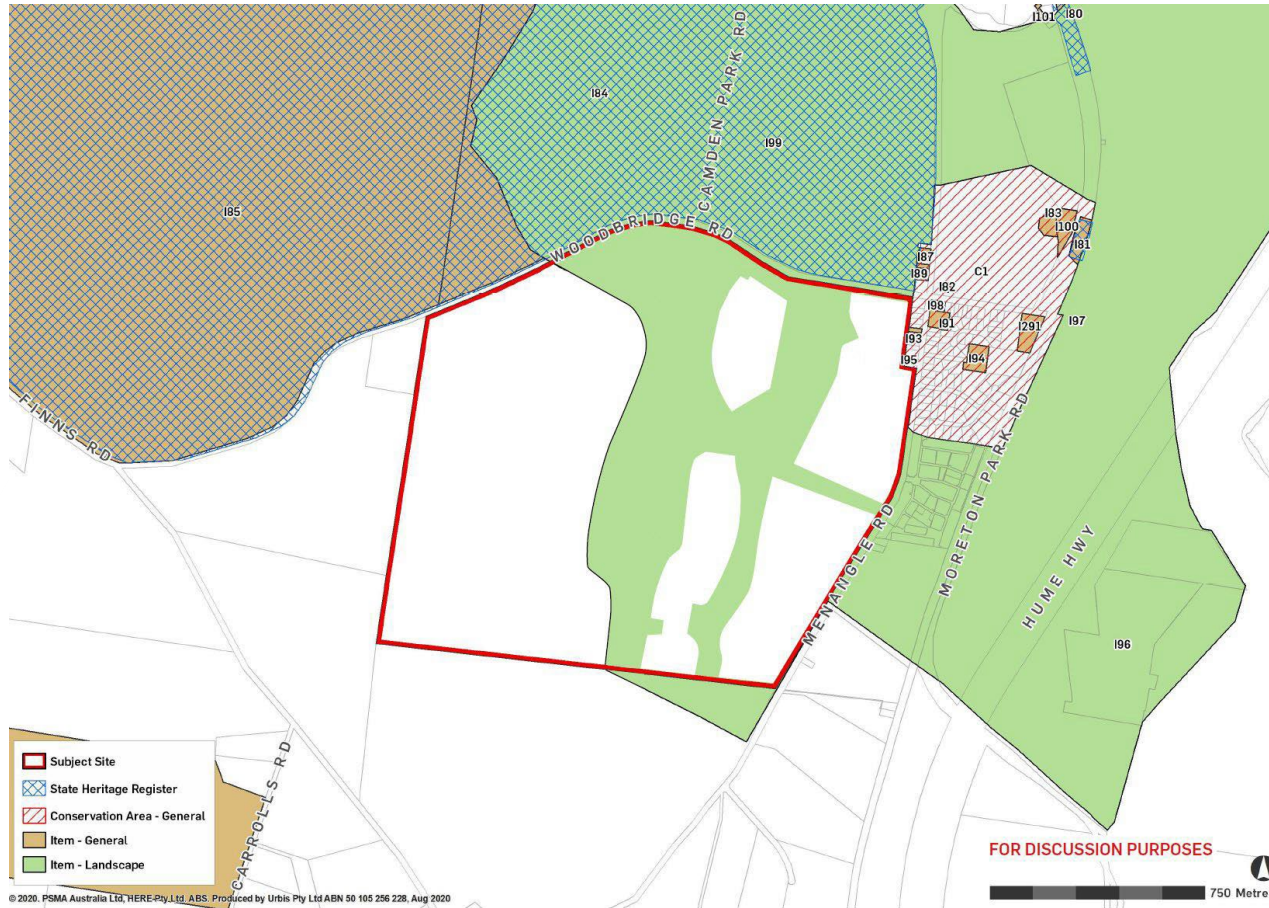 I101
I80
CAMDEN PARK RD
I84
I99
I85
WOODBRIDGE RD
I83
I100
I81
I87
C1
I89
I82
I98
I91
I291
I97
I93
I95
I94
FINNS RD
MORETON PARK RD
MENANGLE RD
HUME HWY
I96
CARROLLS RD
Subject Site
State Heritage Register
Conservation Area - General
Item - General
Item - Landscape
FOR DISCUSSION PURPOSES
750 Metre
© 2020. PSMA Australia Ltd, HERE Pty Ltd. ABS. Produced by Urbis Pty Ltd ABN 50 105 256 228, Aug 2020